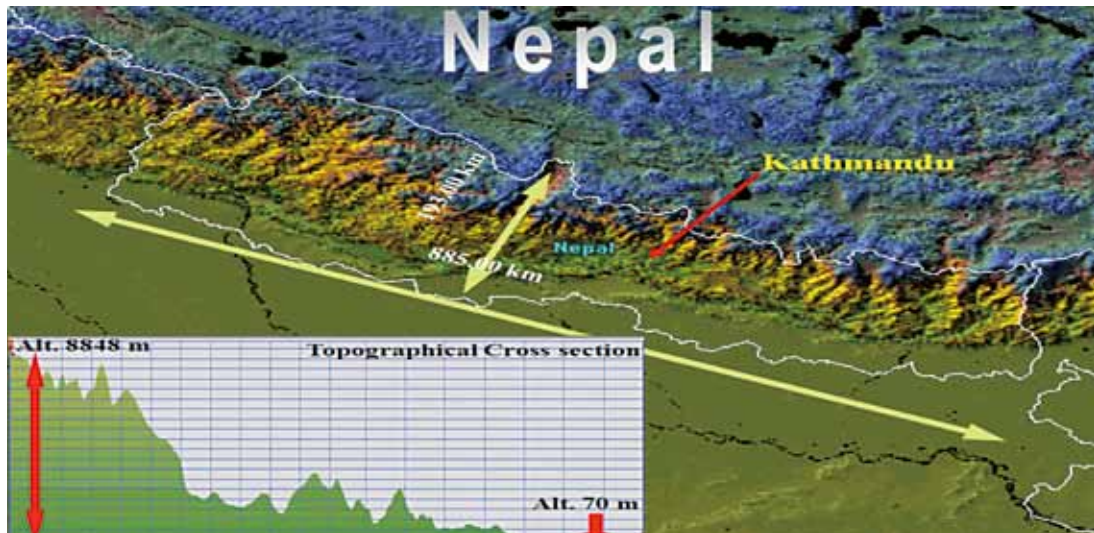 Nepal
Kathmandu
193.00 km
Nepal
885.00 km
Alt. 8848 m
Topographical Cross section
Alt. 70 m